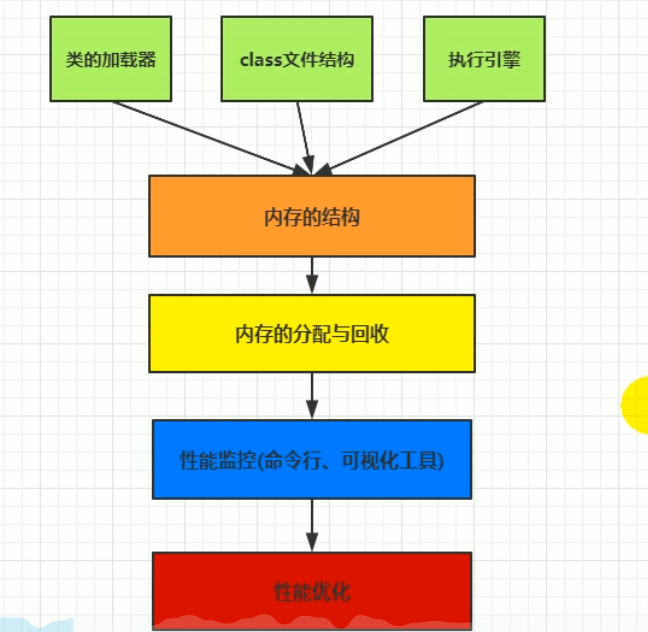 类的加载器
class文件结构
执行引擎
内存的结构
内存的分配与回收
性能监控(命令行、可视化工具)
性能优化